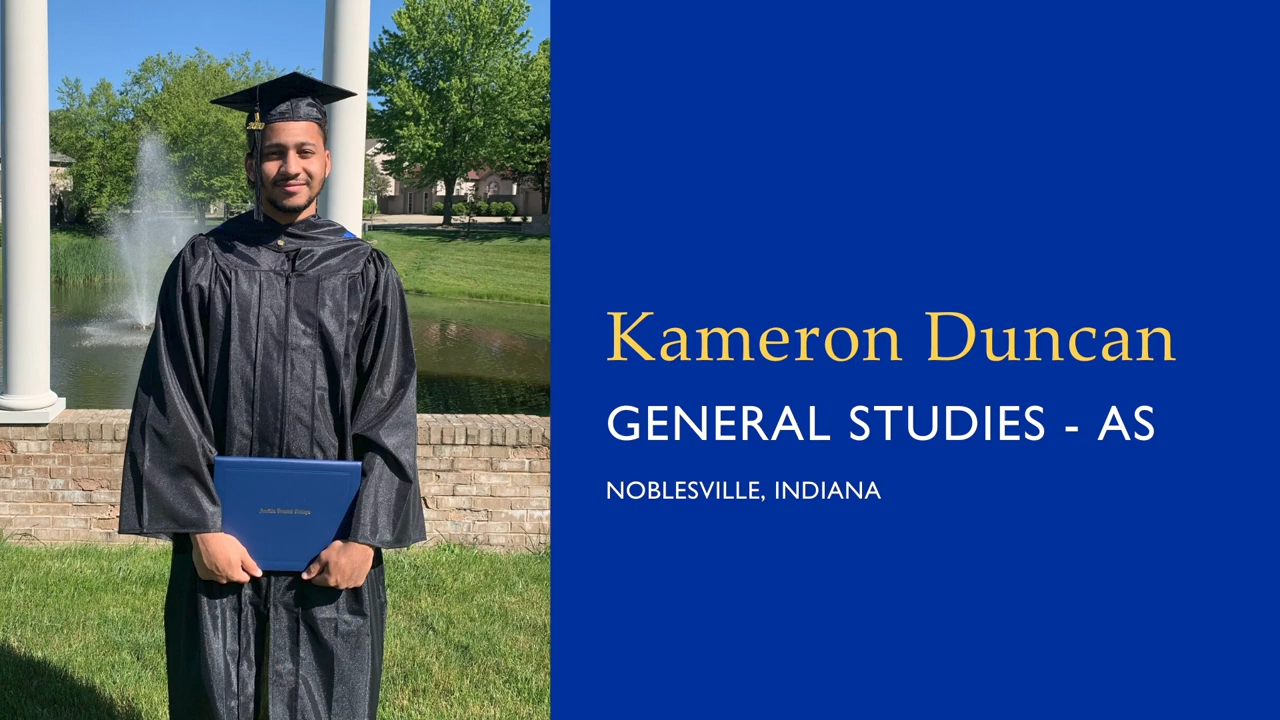 Kameron Duncan
GENERAL STUDIES - AS
NOBLESVILLE, INDIANA